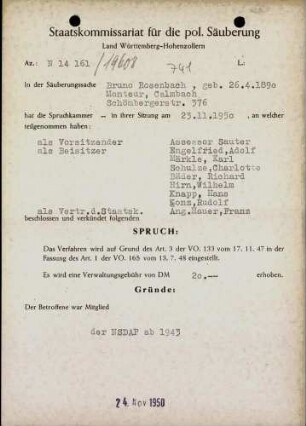 Staatskommissariat für die pol. Säuberung
Land Württemberg-Hohenzollern
Az.: N 14 161 /19608 741 L:
In der Säuberungssache Bruno Rosenbach , geb. 26.4.1890
Monteur, Calmbach
Schönbergerstr. 376
hat die Spruchkammer – in ihrer Sitzung am 23.11.1950 , an welcher
teilgenommen haben:
als Vorsitzender Assessor Sauter
als Beisitzer Engelfried,Adolf
Märkle, Karl
Schulze,Charlotte
Bäder, Richard
Hirn,Wilhelm
Knapp, Hans
Kons,Rudolf
als Vertr.d.Staatsk. Ang.Hauer,Franz
beschlossen und verkündet folgenden
SPRUCH:
Das Verfahren wird auf Grund des Art. 3 der VO. 133 vom 17. 11. 47 in der
Fassung des Art. 1 der VO. 165 vom 13. 7. 48 eingestellt.
Es wird eine Verwaltungsgebühr von DM 20.-- erhoben.
Gründe:
Der Betroffene war Mitglied
der NSDAP ab 1943
24. Nov 1950